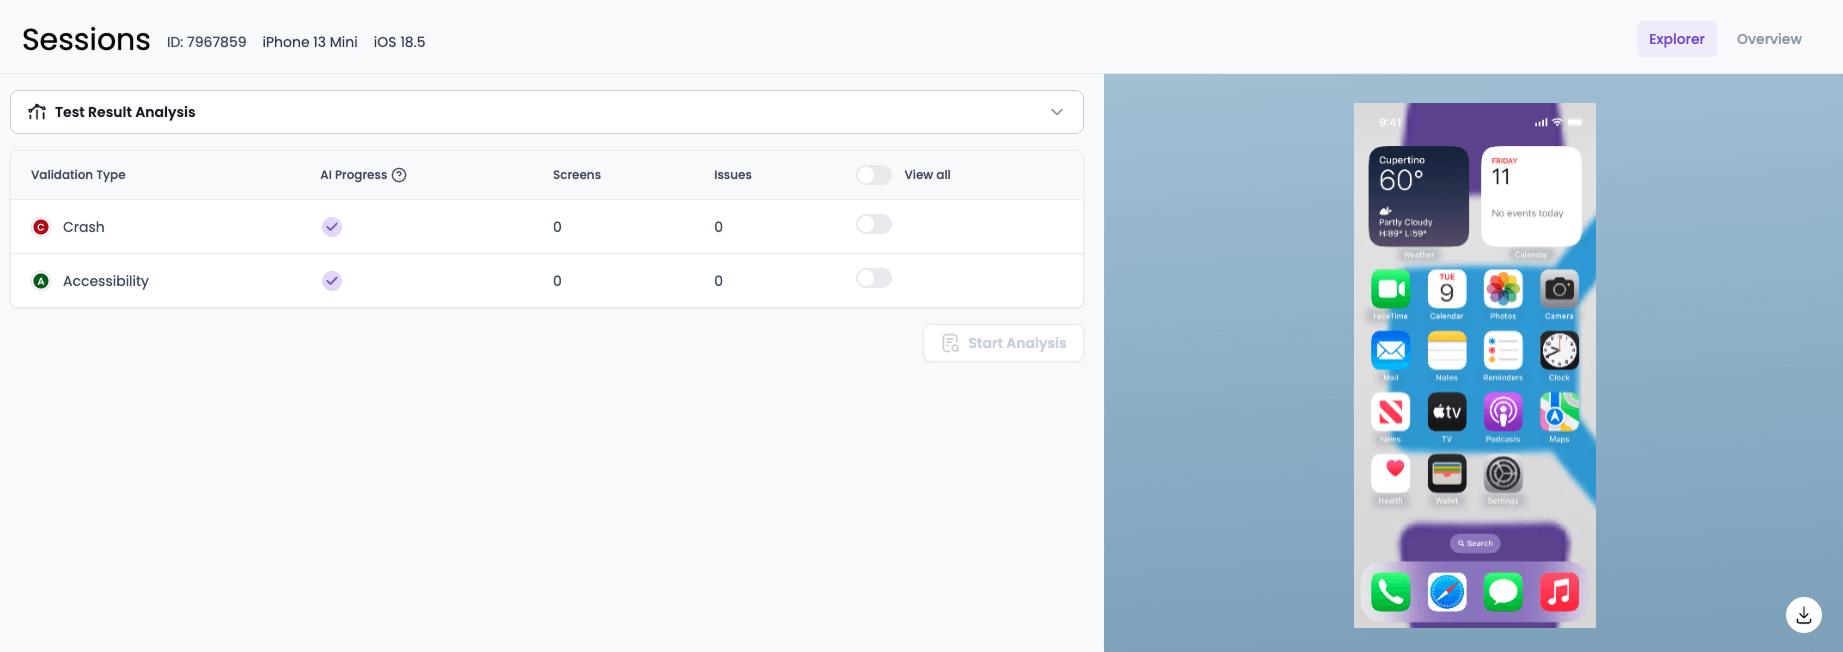 Sessions ID: 7967859 iPhone 13 Mini iOS 18.5
Explorer Overview
Test Result Analysis
Validation Type AI Progress Screens Issues View all
C Crash 0 0
A Accessibility 0 0
Start Analysis
9:41
Cupertino
60°
Partly Cloudy
H:89° L:59°
Weather
FRIDAY
11
No events today
Calendar
TUE
9
FaceTime Calendar Photos Camera
Mail Notes Reminders Clock
tv
News TV Podcasts Maps
Health Wallet Settings
Search